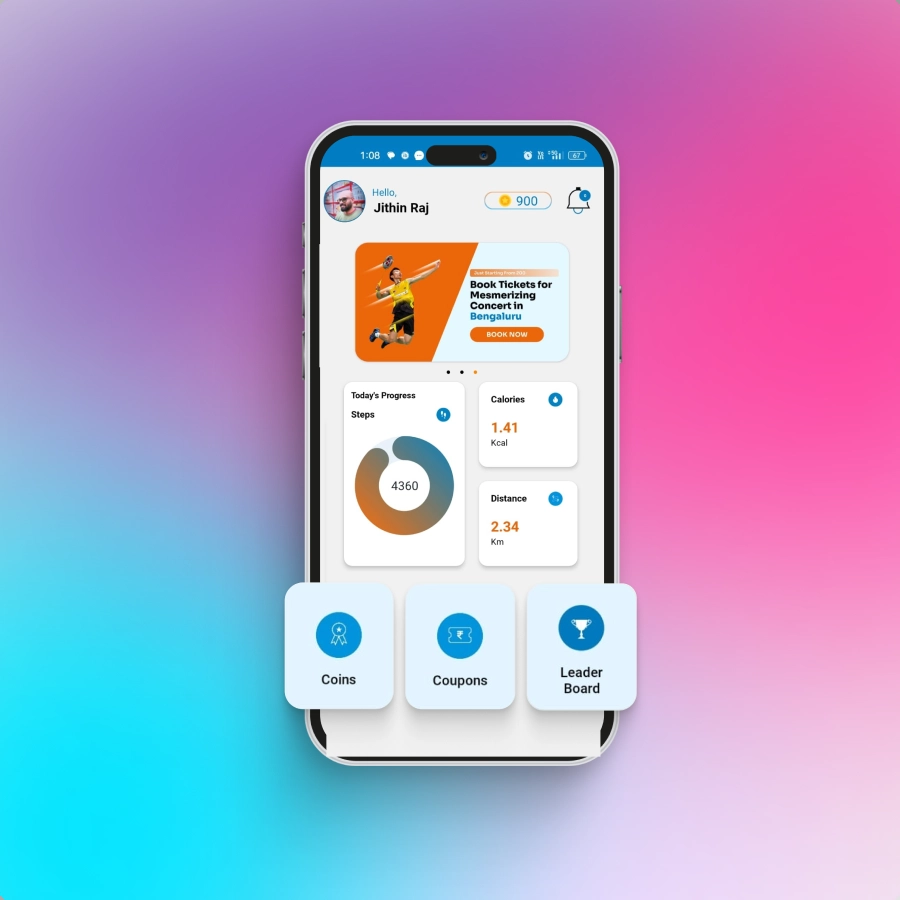 1:08
67
Hello,
Jithin Raj
900
Just Starting From
Book Tickets for
Mesmerizing
Concert in
Bengaluru
BOOK NOW
Today's Progress
Steps
4360
Calories
1.41
Kcal
Distance
2.34
Km
₹
Coins
Coupons
Leader
Board